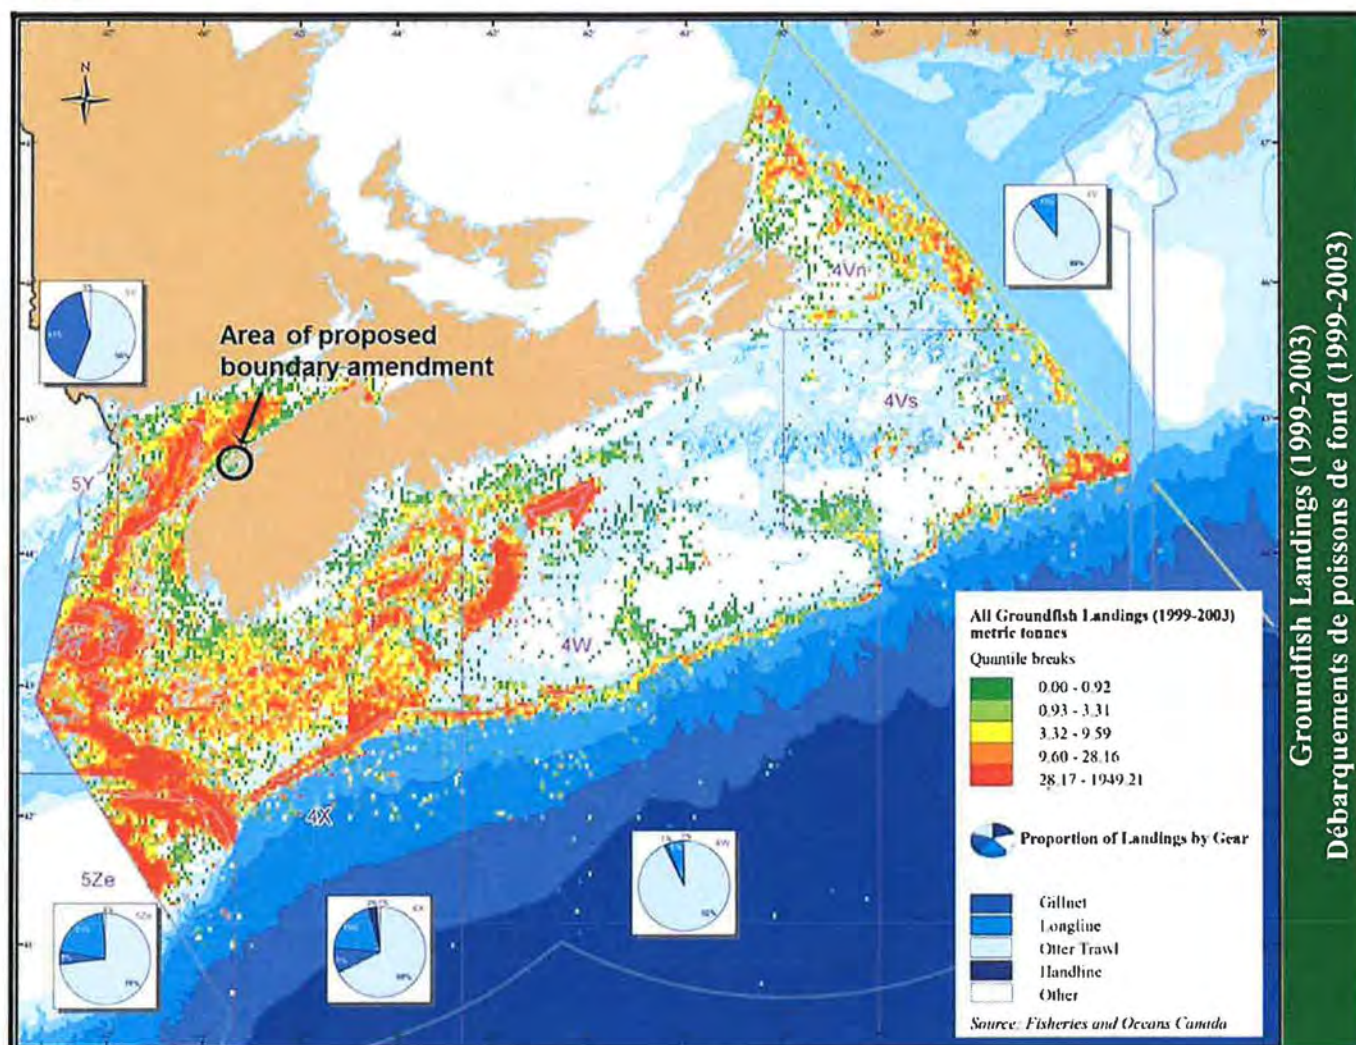 N
Area of proposed
boundary amendment
4Vn
4Vs
5Y
4W
4X
5Ze
All Groundfish Landings (1999-2003)
metric tonnes
Quantile breaks
0.00 - 0.92
0.93 - 3.31
3.32 - 9.59
9.60 - 28.16
28.17 - 1949.21
Proportion of Landings by Gear
Gillnet
Longline
Otter Trawl
Handline
Other
Source: Fisheries and Oceans Canada
Groundfish Landings (1999-2003)
Débarquements de poissons de fond (1999-2003)